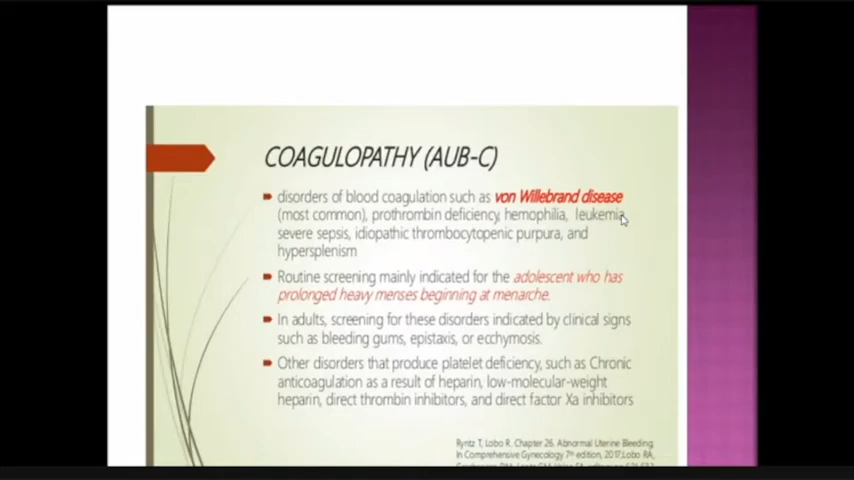 COAGULOPATHY (AUB-C)
disorders of blood coagulation such as von Willebrand disease
(most common), prothrombin deficiency, hemophilia, leukemia,
severe sepsis, idiopathic thrombocytopenic purpura, and
hypersplenism
Routine screening mainly indicated for the adolescent who has
prolonged heavy menses beginning at menarche.
In adults, screening for these disorders indicated by clinical signs
such as bleeding gums, epistaxis, or ecchymosis.
Other disorders that produce platelet deficiency, such as Chronic
anticoagulation as a result of heparin, low-molecular-weight
heparin, direct thrombin inhibitors, and direct factor Xa inhibitors
Ryntz T, Lobo R. Chapter 26. Abnormal Uterine Bleeding.
In Comprehensive Gynecology 7th edition, 2017,Lobo RA,